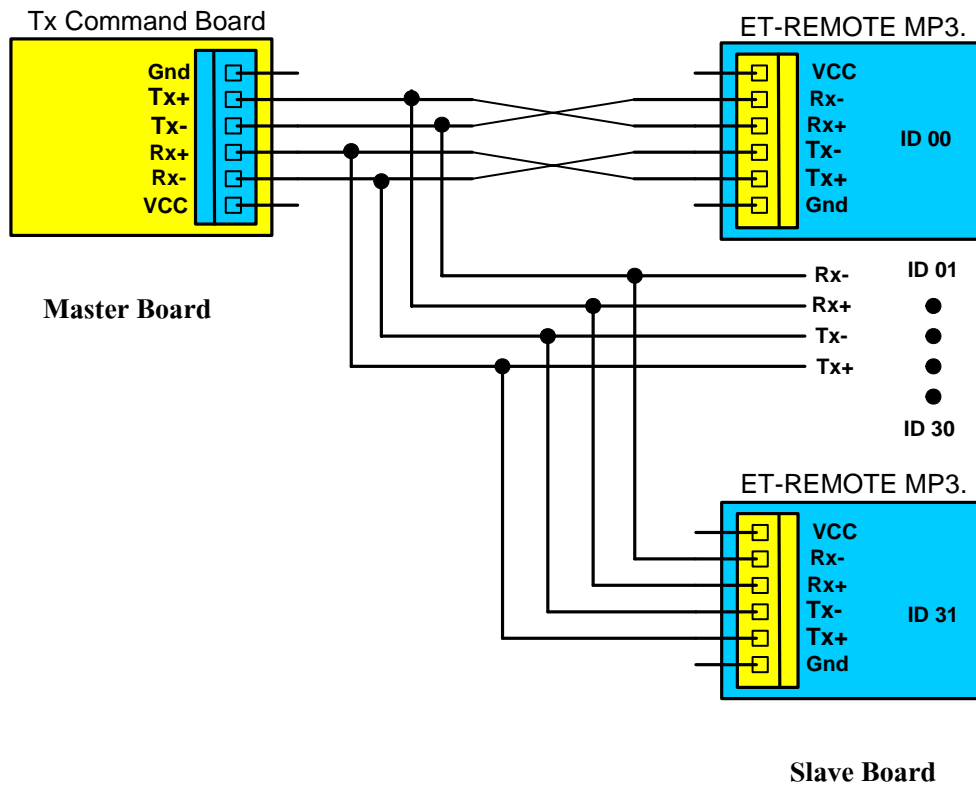 Tx Command Board
Gnd
Tx+
Tx-
Rx+
Rx-
VCC
Master Board
ET-REMOTE MP3.
VCC
Rx-
Rx+
Tx-
Tx+
Gnd
ID 00
Rx-
Rx+
Tx-
Tx+
ID 01
ID 30
ET-REMOTE MP3.
VCC
Rx-
Rx+
Tx-
Tx+
Gnd
ID 31
Slave Board